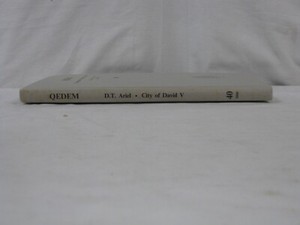 QEDEM D.T. Ariel • City of David V 40